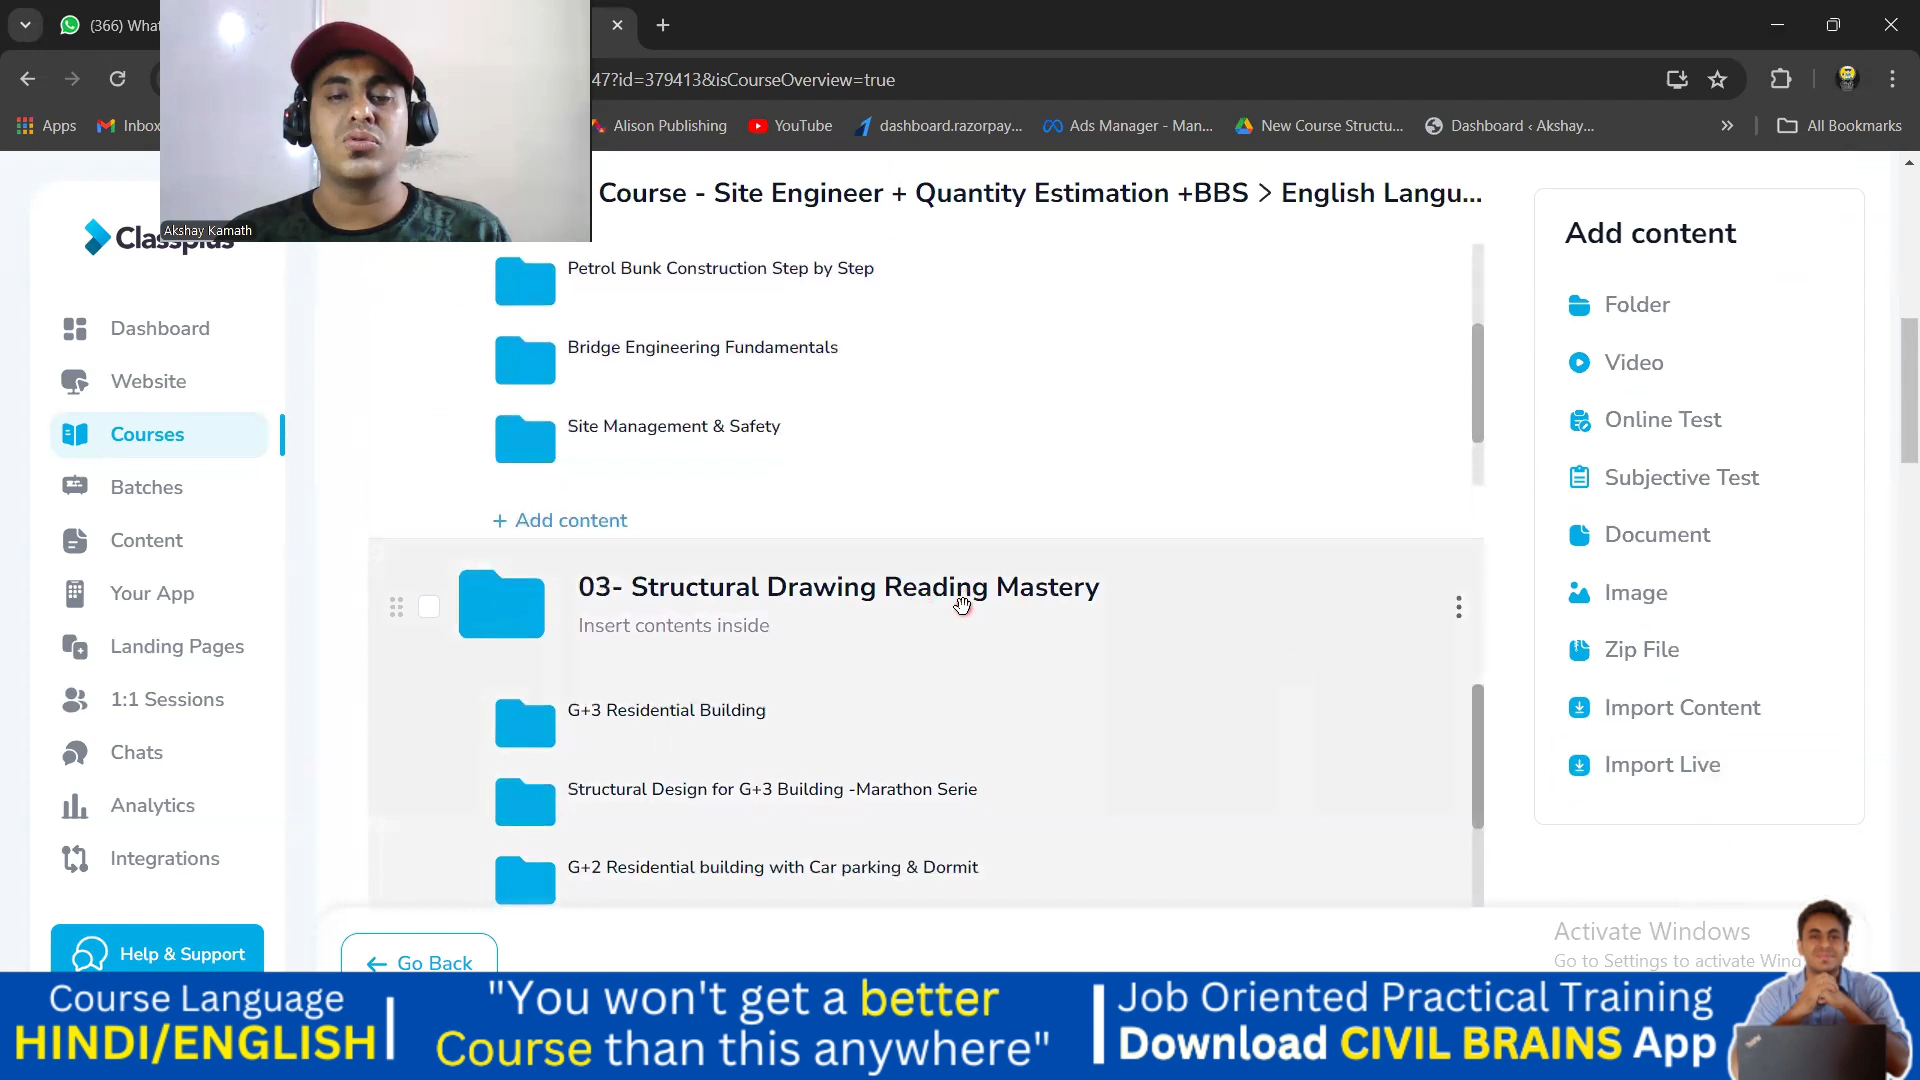 (366) What
47?id=379413&isCourseOverview=true
Apps
Inbox
Alison Publishing
YouTube
dashboard.razorpay...
Ads Manager - Man...
New Course Structu...
Dashboard ‹ Akshay...
»
All Bookmarks
Akshay Kamath
Classplus
Dashboard
Website
Courses
Batches
Content
Your App
Landing Pages
1:1 Sessions
Chats
Analytics
Integrations
Help & Support
Course - Site Engineer + Quantity Estimation +BBS > English Langu...
Petrol Bunk Construction Step by Step
Bridge Engineering Fundamentals
Site Management & Safety
+ Add content
03- Structural Drawing Reading Mastery
Insert contents inside
G+3 Residential Building
Structural Design for G+3 Building -Marathon Serie
G+2 Residential building with Car parking & Dormit
← Go Back
Add content
Folder
Video
Online Test
Subjective Test
Document
Image
Zip File
Import Content
Import Live
Activate Windows
Go to Settings to activate Wind
Course Language
HINDI/ENGLISH
"You won't get a better
Course than this anywhere"
Job Oriented Practical Training
Download CIVIL BRAINS App